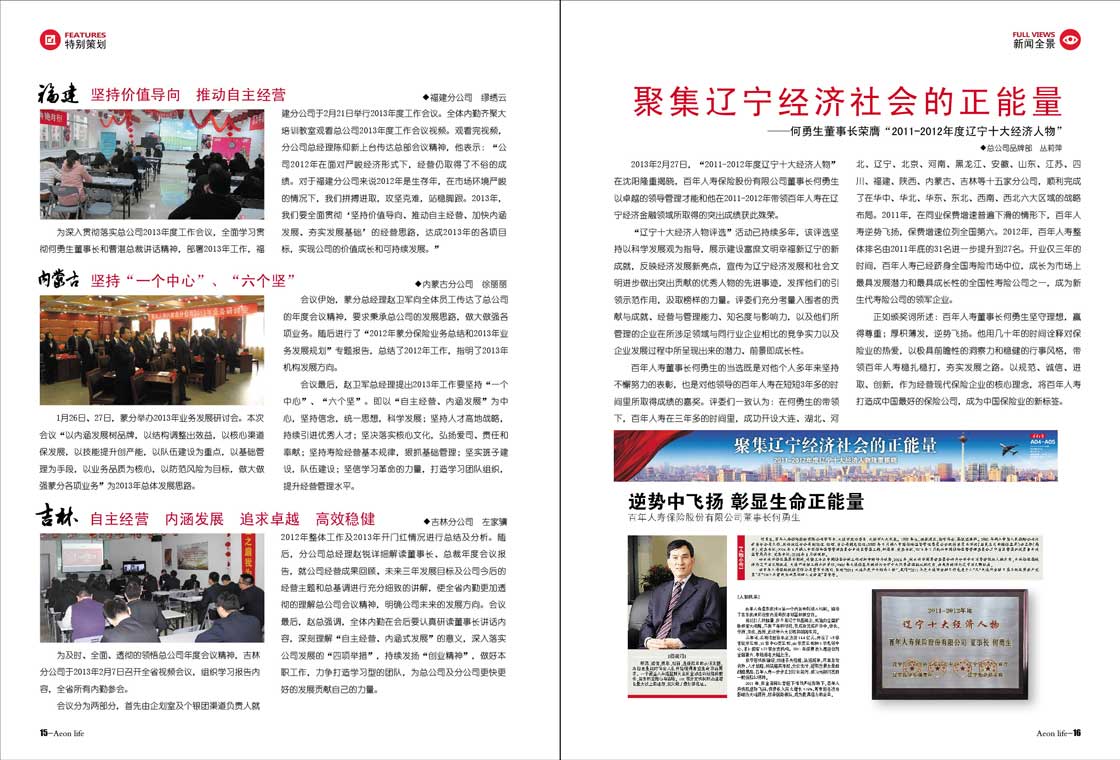 FEATURES
特别策划
福建 坚持价值导向 推动自主经营
◆福建分公司 缪绣云
为深入贯彻落实总公司2013年度工作会议，全面学习贯
彻何勇生董事长和曹湛总裁讲话精神，部署2013年工作，福
建分公司于2月21日举行2013年度工作会议。全体内勤齐聚大
培训教室观看总公司2013年度工作会议视频。观看完视频，
分公司总经理陈仰新上台传达总部会议精神，他表示：“公
司2012年在面对严峻经济形式下，经营仍取得了不俗的成
绩。对于福建分公司来说2012年是生存年，在市场环境严峻
的情况下，我们拼搏进取，攻坚克难，站稳脚跟。2013年，
我们要全面贯彻‘坚持价值导向、推动自主经营、加快内涵
发展、夯实发展基础’的经营思路，达成2013年的各项目
标，实现公司的价值成长和可持续发展。”
内蒙古 坚持“一个中心”、“六个坚”
◆内蒙古分公司 徐丽丽
1月26日、27日，蒙分举办2013年业务发展研讨会。本次
会议“以内涵发展树品牌，以结构调整出效益，以核心渠道
保发展，以技能提升创产能，以队伍建设为重点，以基础管
理为手段，以业务品质为核心，以防范风险为目标，做大做
强蒙分各项业务”为2013年总体发展思路。
会议伊始，蒙分总经理赵卫军向全体员工传达了总公司
的年度会议精神，要求秉承总公司的发展思路，做大做强各
项业务。随后进行了“2012年蒙分保险业务总结和2013年业
务发展规划”专题报告，总结了2012年工作，指明了2013年
机构发展方向。
会议最后，赵卫军总经理提出2013年工作要坚持“一个
中心”、“六个坚”。即以“自主经营、内涵发展”为中
心，坚持信念，统一思想，科学发展；坚持人才高地战略，
持续引进优秀人才；坚决落实核心文化，弘扬爱司、责任和
奉献；坚持寿险经营基本规律，狠抓基础管理；坚实班子建
设，队伍建设；坚信学习革命的力量，打造学习团队组织，
提升经营管理水平。
吉林 自主经营 内涵发展 追求卓越 高效稳健
◆吉林分公司 左家骥
为及时、全面、透彻的领悟总公司年度会议精神，吉林
分公司于2013年2月7日召开全省视频会议，组织学习报告内
容，全省所有内勤参会。
会议分为两部分，首先由企划室及个银团渠道负责人就
2012年整体工作及2013年开门红情况进行总结及分析。随
后，分公司总经理赵悦详细解读董事长、总裁年度会议报
告，就公司经营成果回顾，未来三年发展目标及公司今后的
经营主题和总基调进行充分细致的讲解，使全省内勤更加透
彻的理解总公司会议精神，明确公司未来的发展方向。会议
最后，赵总强调，全体内勤在会后要认真研读董事长讲话内
容，深刻理解“自主经营、内涵式发展”的意义，深入落实
公司发展的“四项举措”，持续发扬“创业精神”，做好本
职工作，力争打造学习型的团队，为总公司及分公司更快更
好的发展贡献自己的力量。
15—Aeon life
FULL VIEWS
新闻全景
聚集辽宁经济社会的正能量
——何勇生董事长荣膺“2011-2012年度辽宁十大经济人物”
◆总公司品牌部 丛莉萍
2013年2月27日，“2011-2012年度辽宁十大经济人物”
在沈阳隆重揭晓，百年人寿保险股份有限公司董事长何勇生
以卓越的领导管理才能和他在2011-2012年带领百年人寿在辽
宁经济金融领域所取得的突出成绩获此殊荣。
“辽宁十大经济人物评选”活动已持续多年，该评选坚
持以科学发展观为指导，展示建设富庶文明幸福新辽宁的新
成就，反映经济发展新亮点，宣传为辽宁经济发展和社会文
明进步做出突出贡献的优秀人物的先进事迹，发挥他们的引
领示范作用，汲取榜样的力量。评委们充分考量入围者的贡
献与成就、经营与管理能力、知名度与影响力，以及他们所
管理的企业在所涉足领域与同行业企业相比的竞争实力以及
企业发展过程中所呈现出来的潜力、前景即成长性。
百年人寿董事长何勇生的当选既是对他个人多年来坚持
不懈努力的表彰，也是对他领导的百年人寿在短短3年多的时
间里所取得成绩的嘉奖。评委们一致认为：在何勇生的带领
下，百年人寿在三年多的时间里，成功开设大连、湖北、河
北、辽宁、北京、河南、黑龙江、安徽、山东、江苏、四
川、福建、陕西、内蒙古、吉林等十五家分公司，顺利完成
了在华中、华北、华东、东北、西南、西北六大区域的战略
布局。2011年，在同业保费增速普遍下滑的情形下，百年人
寿逆势飞扬，保费增速位列全国第六。2012年，百年人寿整
体排名由2011年底的31名进一步提升到27名。开业仅三年的
时间，百年人寿已经跻身全国寿险市场中位，成长为市场上
最具发展潜力和最具成长性的全国性寿险公司之一，成为新
生代寿险公司的领军企业。
正如颁奖词所述：百年人寿董事长何勇生坚守理想，赢
得尊重；厚积薄发，逆势飞扬。他用几十年的时间诠释对保
险业的热爱，以极具前瞻性的洞察力和稳健的行事风格，带
领百年人寿稳扎稳打，夯实发展之路。以规范、诚信、进
取、创新，作为经营现代保险企业的核心理念，将百年人寿
打造成中国最好的保险公司，成为中国保险业的新标签。
聚集辽宁经济社会的正能量
2011-2012年度辽宁十大经济人物
A04-A05
逆势中飞扬 彰显生命正能量
百年人寿保险股份有限公司董事长何勇生
2011-2012年度
辽宁十大经济人物
百年人寿保险股份有限公司 董事长 何勇生
Aeon life—16